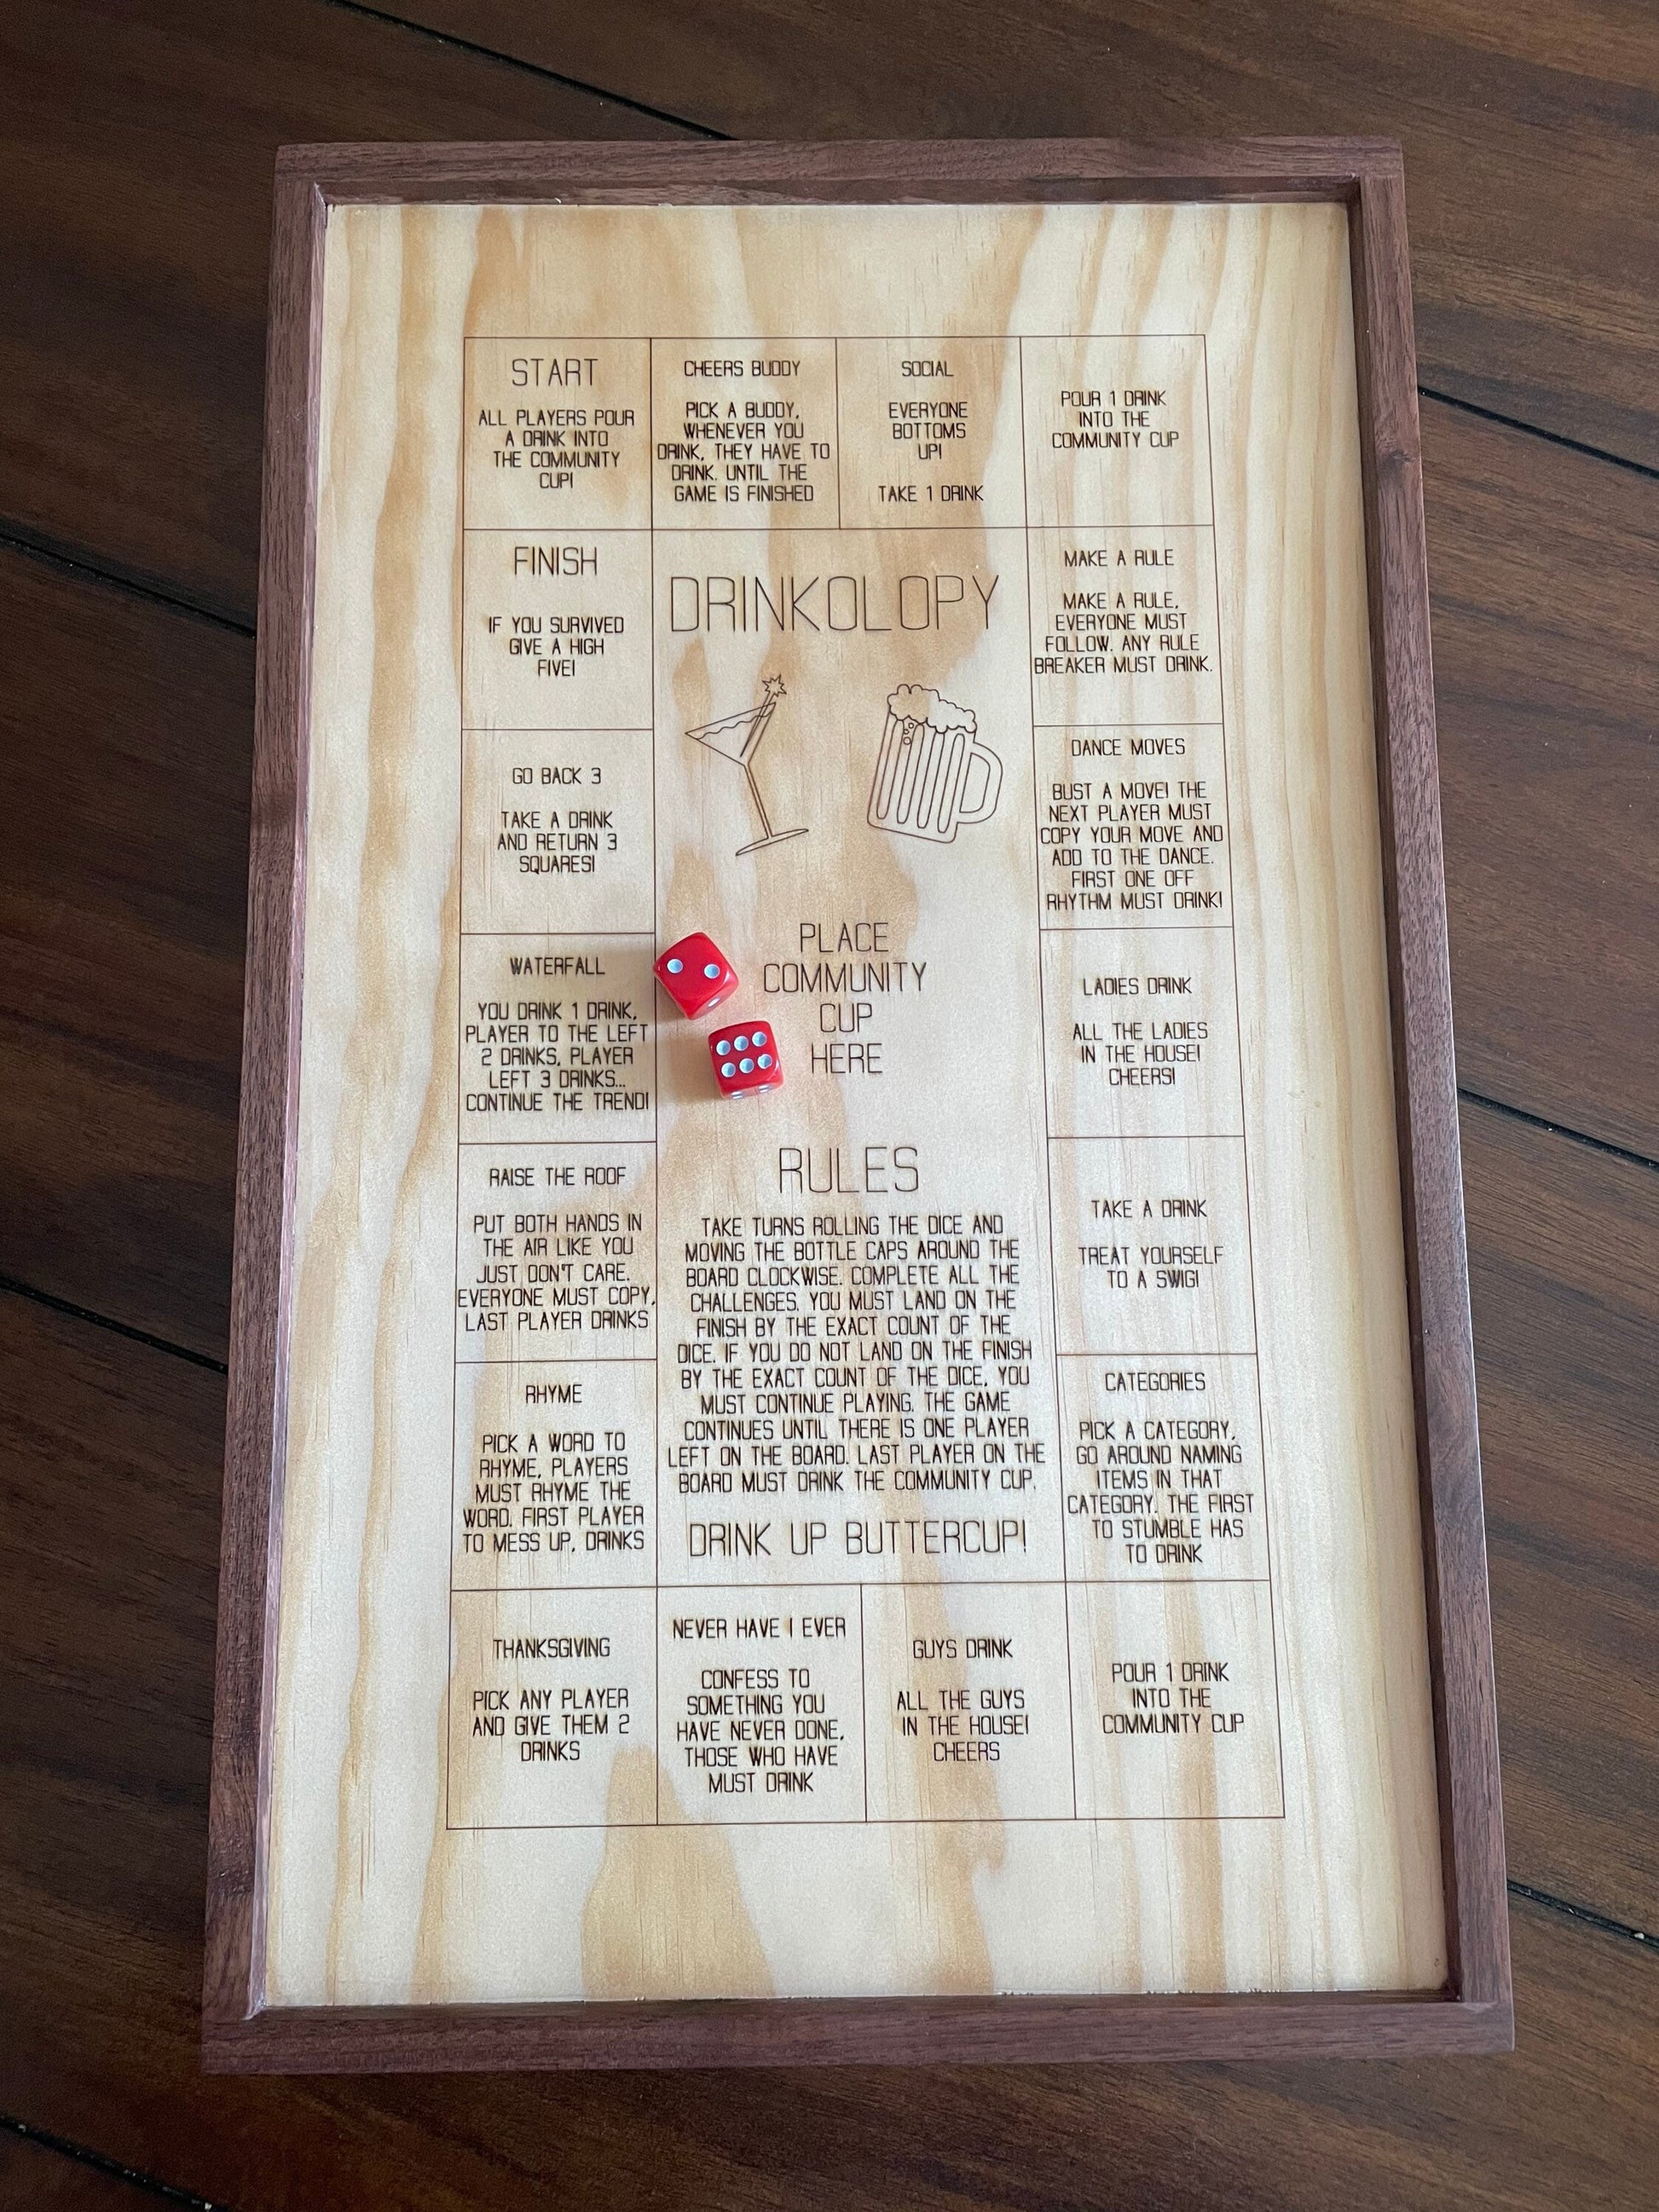 START
ALL PLAYERS POUR
A DRINK INTO
THE COMMUNITY
CUP!
CHEERS BUDDY
PICK A BUDDY,
WHENEVER YOU
DRINK, THEY HAVE TO
DRINK. UNTIL THE
GAME IS FINISHED
SOCIAL
EVERYONE
BOTTOMS
UP!
TAKE 1 DRINK
POUR 1 DRINK
INTO THE
COMMUNITY CUP
MAKE A RULE
MAKE A RULE,
EVERYONE MUST
FOLLOW. ANY RULE
BREAKER MUST DRINK.
DANCE MOVES
BUST A MOVE! THE
NEXT PLAYER MUST
COPY YOUR MOVE AND
ADD TO THE DANCE.
FIRST ONE OFF
RHYTHM MUST DRINK!
LADIES DRINK
ALL THE LADIES
IN THE HOUSE!
CHEERS!
TAKE A DRINK
TREAT YOURSELF
TO A SWIG!
CATEGORIES
PICK A CATEGORY,
GO AROUND NAMING
ITEMS IN THAT
CATEGORY. THE FIRST
TO STUMBLE HAS
TO DRINK
POUR 1 DRINK
INTO THE
COMMUNITY CUP
GUYS DRINK
ALL THE GUYS
IN THE HOUSE!
CHEERS
NEVER HAVE I EVER
CONFESS TO
SOMETHING YOU
HAVE NEVER DONE,
THOSE WHO HAVE
MUST DRINK
THANKSGIVING
PICK ANY PLAYER
AND GIVE THEM 2
DRINKS
RHYME
PICK A WORD TO
RHYME, PLAYERS
MUST RHYME THE
WORD. FIRST PLAYER
TO MESS UP, DRINKS
RAISE THE ROOF
PUT BOTH HANDS IN
THE AIR LIKE YOU
JUST DON'T CARE.
EVERYONE MUST COPY,
LAST PLAYER DRINKS
WATERFALL
YOU DRINK 1 DRINK,
PLAYER TO THE LEFT
2 DRINKS, PLAYER
LEFT 3 DRINKS...
CONTINUE THE TREND!
GO BACK 3
TAKE A DRINK
AND RETURN 3
SQUARES!
FINISH
IF YOU SURVIVED
GIVE A HIGH
FIVE!
DRINKOLOPY
PLACE
COMMUNITY
CUP
HERE
RULES
TAKE TURNS ROLLING THE DICE AND
MOVING THE BOTTLE CAPS AROUND THE
BOARD CLOCKWISE. COMPLETE ALL THE
CHALLENGES. YOU MUST LAND ON THE
FINISH BY THE EXACT COUNT OF THE
DICE. IF YOU DO NOT LAND ON THE FINISH
BY THE EXACT COUNT OF THE DICE, YOU
MUST CONTINUE PLAYING. THE GAME
CONTINUES UNTIL THERE IS ONE PLAYER
LEFT ON THE BOARD. LAST PLAYER ON THE
BOARD MUST DRINK THE COMMUNITY CUP.
DRINK UP BUTTERCUP!